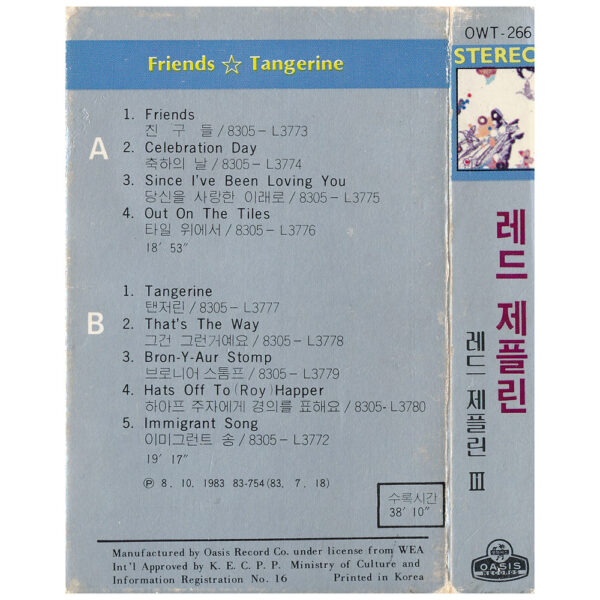 Friends ☆ Tangerine
A
1. Friends
친 구 들 / 8305 – L3773
2. Celebration Day
축하의 날 / 8305 – L3774
3. Since I've Been Loving You
당신을 사랑한 이래로 / 8305 – L3775
4. Out On The Tiles
타일 위에서 / 8305 – L3776
18′ 53″
B
1. Tangerine
탠저린 / 8305 – L3777
2. That's The Way
그건 그런거예요 / 8305 – L3778
3. Bron-Y-Aur Stomp
브로니어 스톰프 / 8305 – L3779
4. Hats Off To (Roy) Happer
하아프 주자에게 경의를 표해요 / 8305- L3780
5. Immigrant Song
이미그런트 송 / 8305 – L3772
19′ 17″
Ⓟ 8. 10. 1983 83-754 (83. 7. 18)
수록시간
38′ 10″
Manufactured by Oasis Record Co. under license from WEA
Int'l Approved by K. E. C. P. P. Ministry of Culture and
Information Registration No. 16 Printed in Korea
OWT-266
STEREO
레드 제플린
레드 제플린 III
OASIS
RECORDS